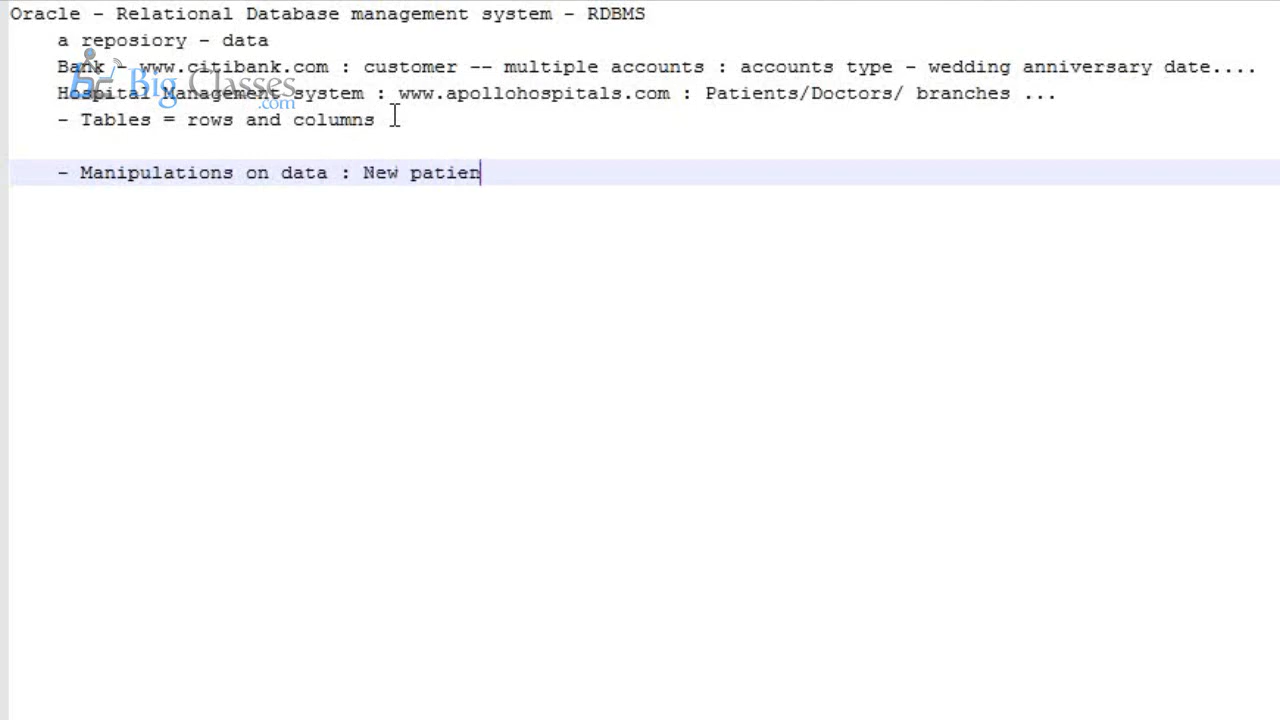 Oracle - Relational Database management system - RDBMS
a reposiory - data
Bank - www.citibank.com : customer -- multiple accounts : accounts type - wedding anniversary date....
Hospital Management system : www.apollohospitals.com : Patients/Doctors/ branches ...
- Tables = rows and columns
- Manipulations on data : New patien
Big Classes
.com